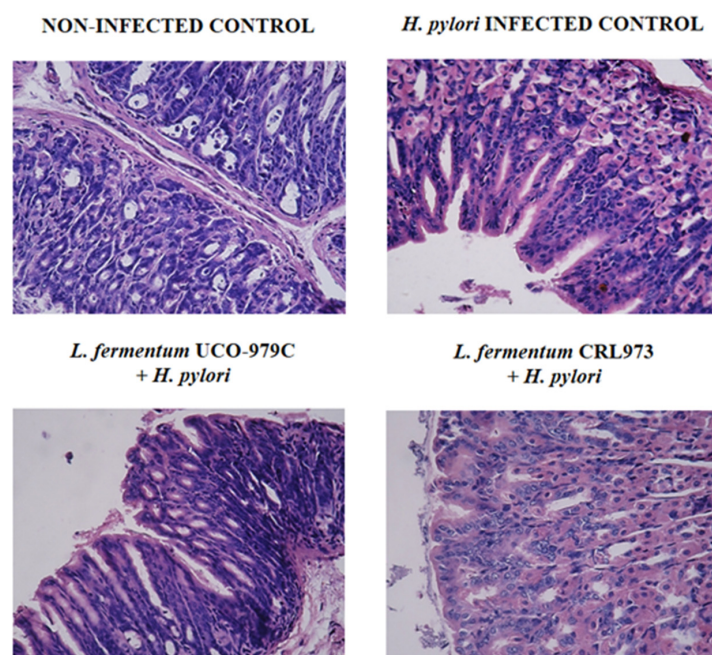 NON-INFECTED CONTROL
H. pylori INFECTED CONTROL
L. fermentum UCO-979C
+ H. pylori
L. fermentum CRL973
+ H. pylori